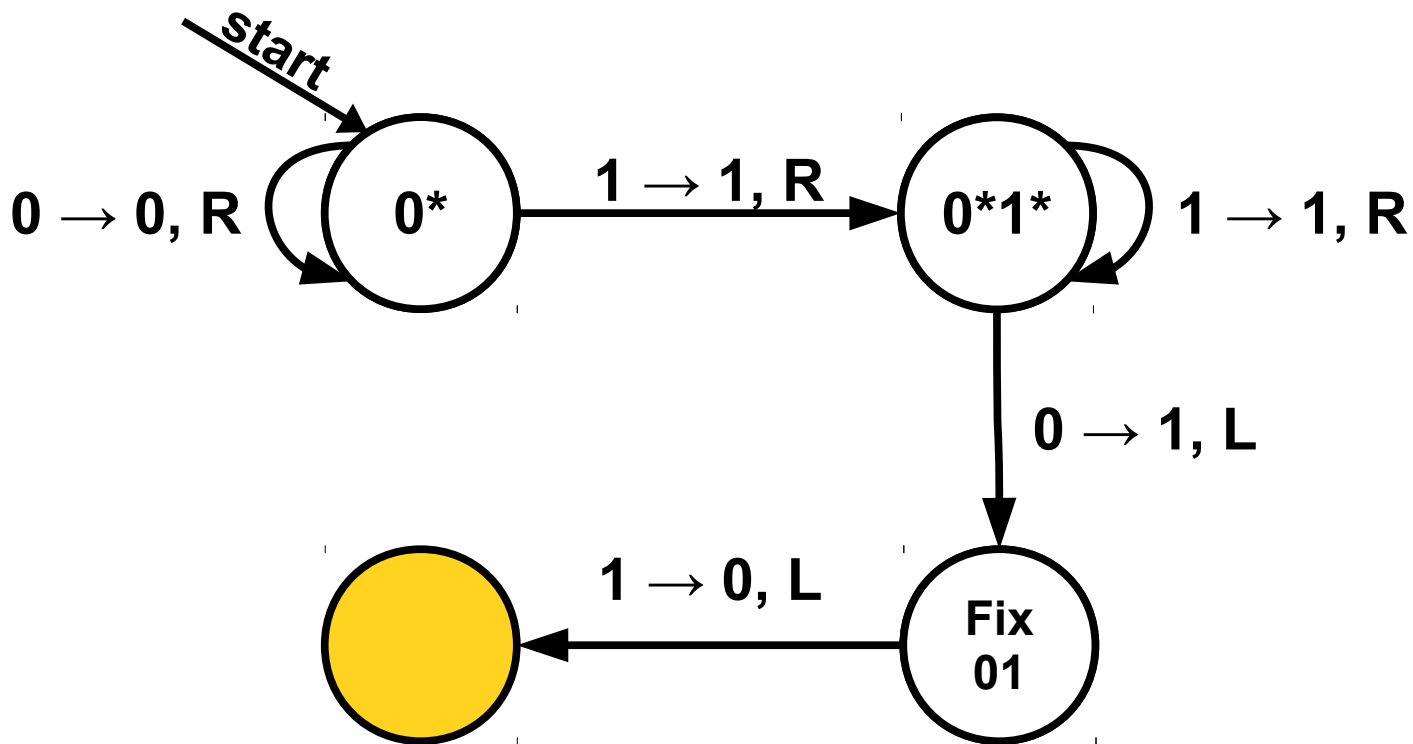 start
0 → 0, R
0*
1 → 1, R
0*1*
1 → 1, R
0 → 1, L
1 → 0, L
Fix
01